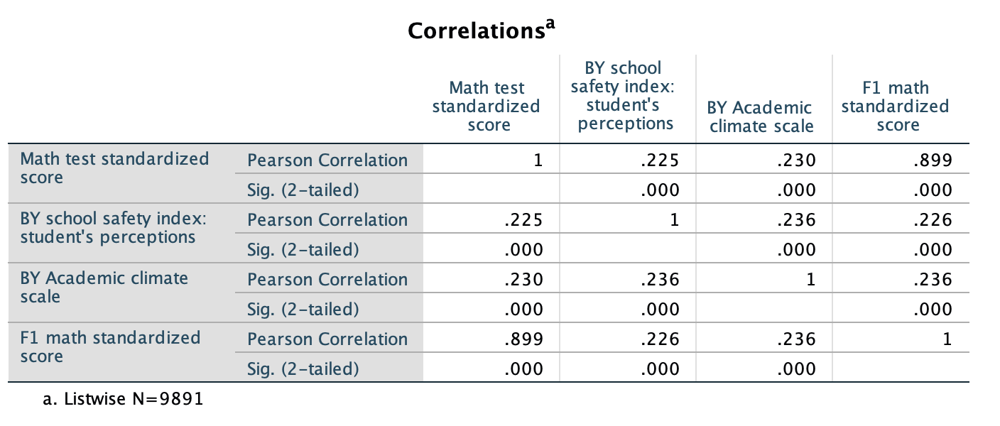 Correlationsa
Math test standardized score
BY school safety index: student's perceptions
BY Academic climate scale
F1 math standardized score
Math test standardized score
Pearson Correlation 1 .225 .230 .899
Sig. (2-tailed) .000 .000 .000
BY school safety index: student's perceptions
Pearson Correlation .225 1 .236 .226
Sig. (2-tailed) .000 .000 .000
BY Academic climate scale
Pearson Correlation .230 .236 1 .236
Sig. (2-tailed) .000 .000 .000
F1 math standardized score
Pearson Correlation .899 .226 .236 1
Sig. (2-tailed) .000 .000 .000
a. Listwise N=9891